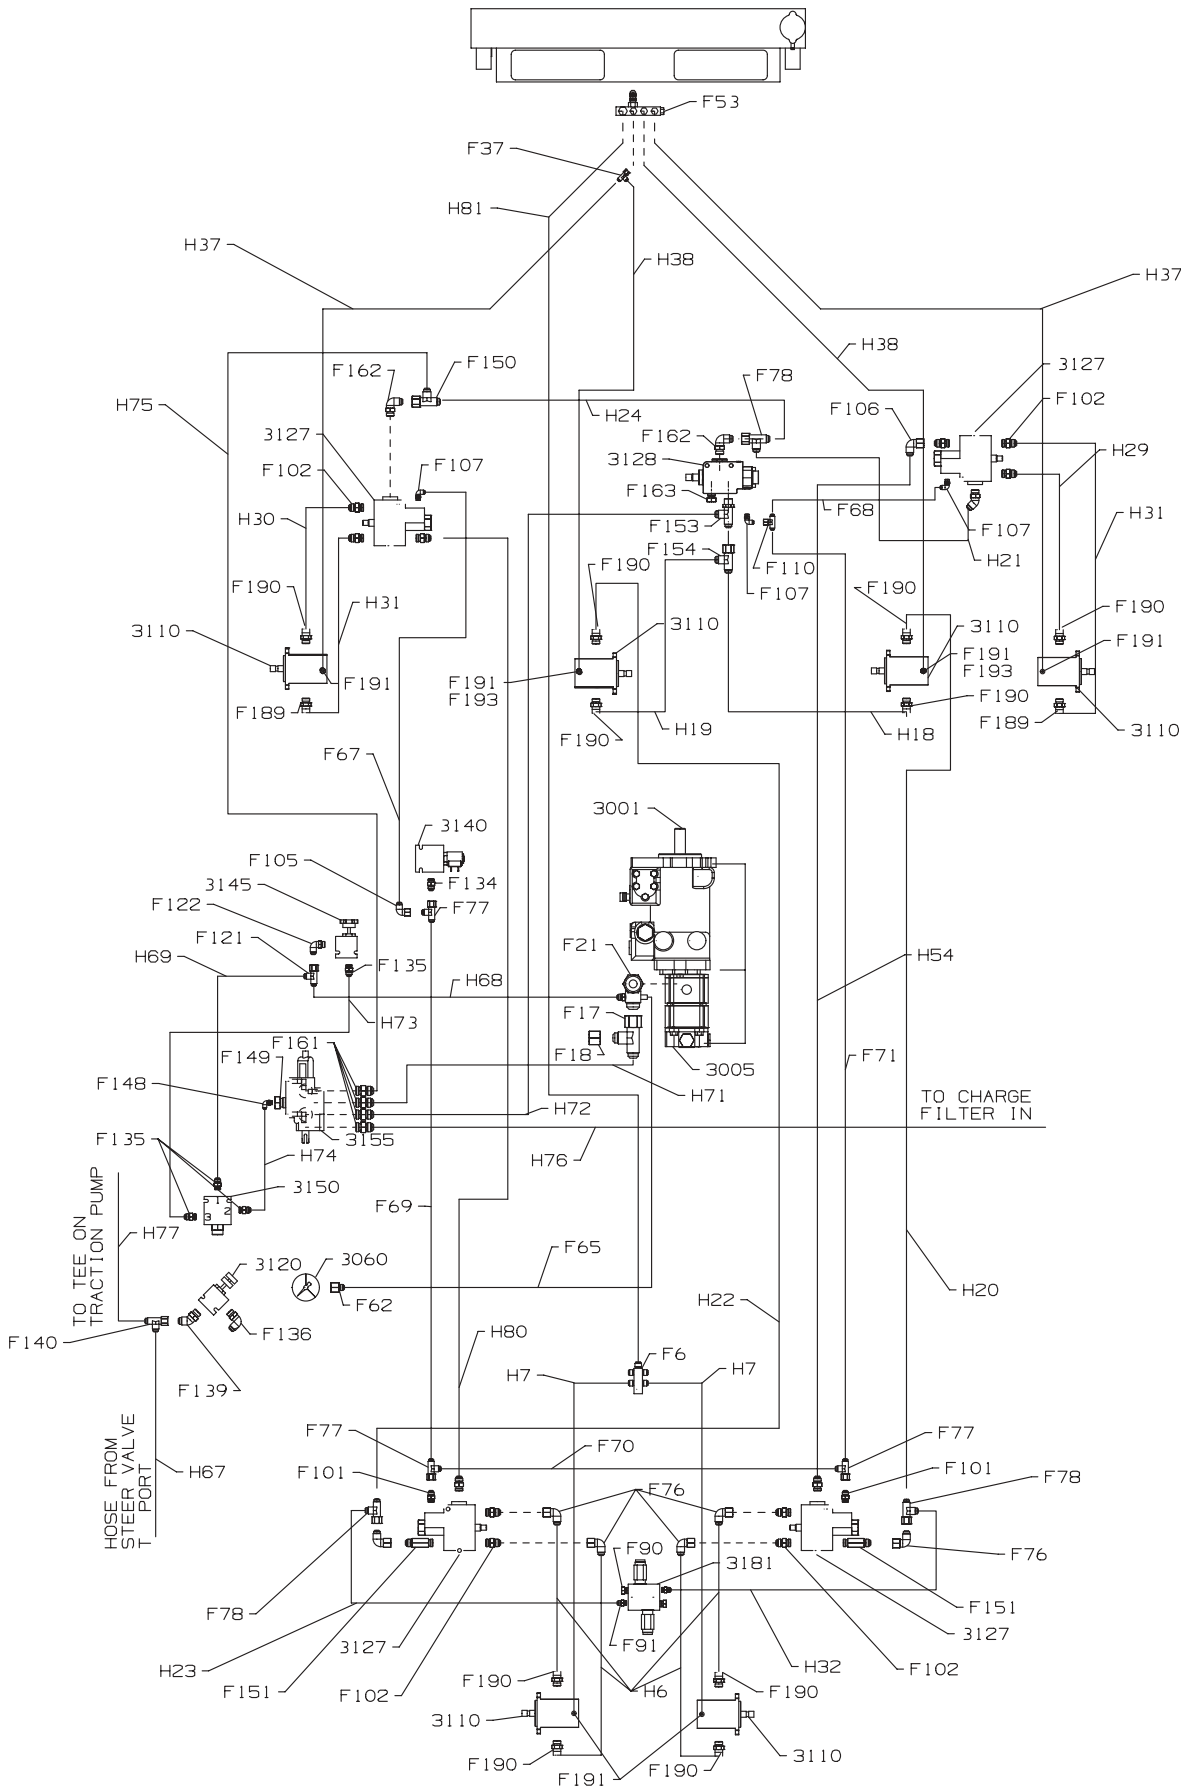 F53
F37
H81
H37
H38
H37
H38
F150
F162
F78
3127
H75
H24
F106
F102
3127
F162
3128
F102
F107
H29
F163
H30
F68
F153
F107
H31
F154
F110
H21
F190
F190
F107
F190
F190
H31
3110
3110
3110
F191
F191
F193
F191
F193
F191
F189
F190
F189
3110
H19
F190
H18
F67
3001
3140
F105
F134
3145
F122
F77
F121
F21
H69
F135
H68
H54
H73
F17
F161
F18
F149
3005
F71
F148
H71
H72
TO CHARGE
FILTER IN
3155
F135
H74
H76
1
2
3
3150
F69
TO TEE ON
TRACTION PUMP
H77
3120
3060
F65
F62
H22
H20
F136
F140
H80
F6
H7
H7
F139
HOSE FROM
STEER VALVE
T PORT
H67
F77
F70
F77
F101
F76
F101
F78
F90
3181
F76
F78
F151
3127
F91
3127
H23
H32
F102
F190
F151
F102
H6
F190
3110
3110
F190
F191
F190